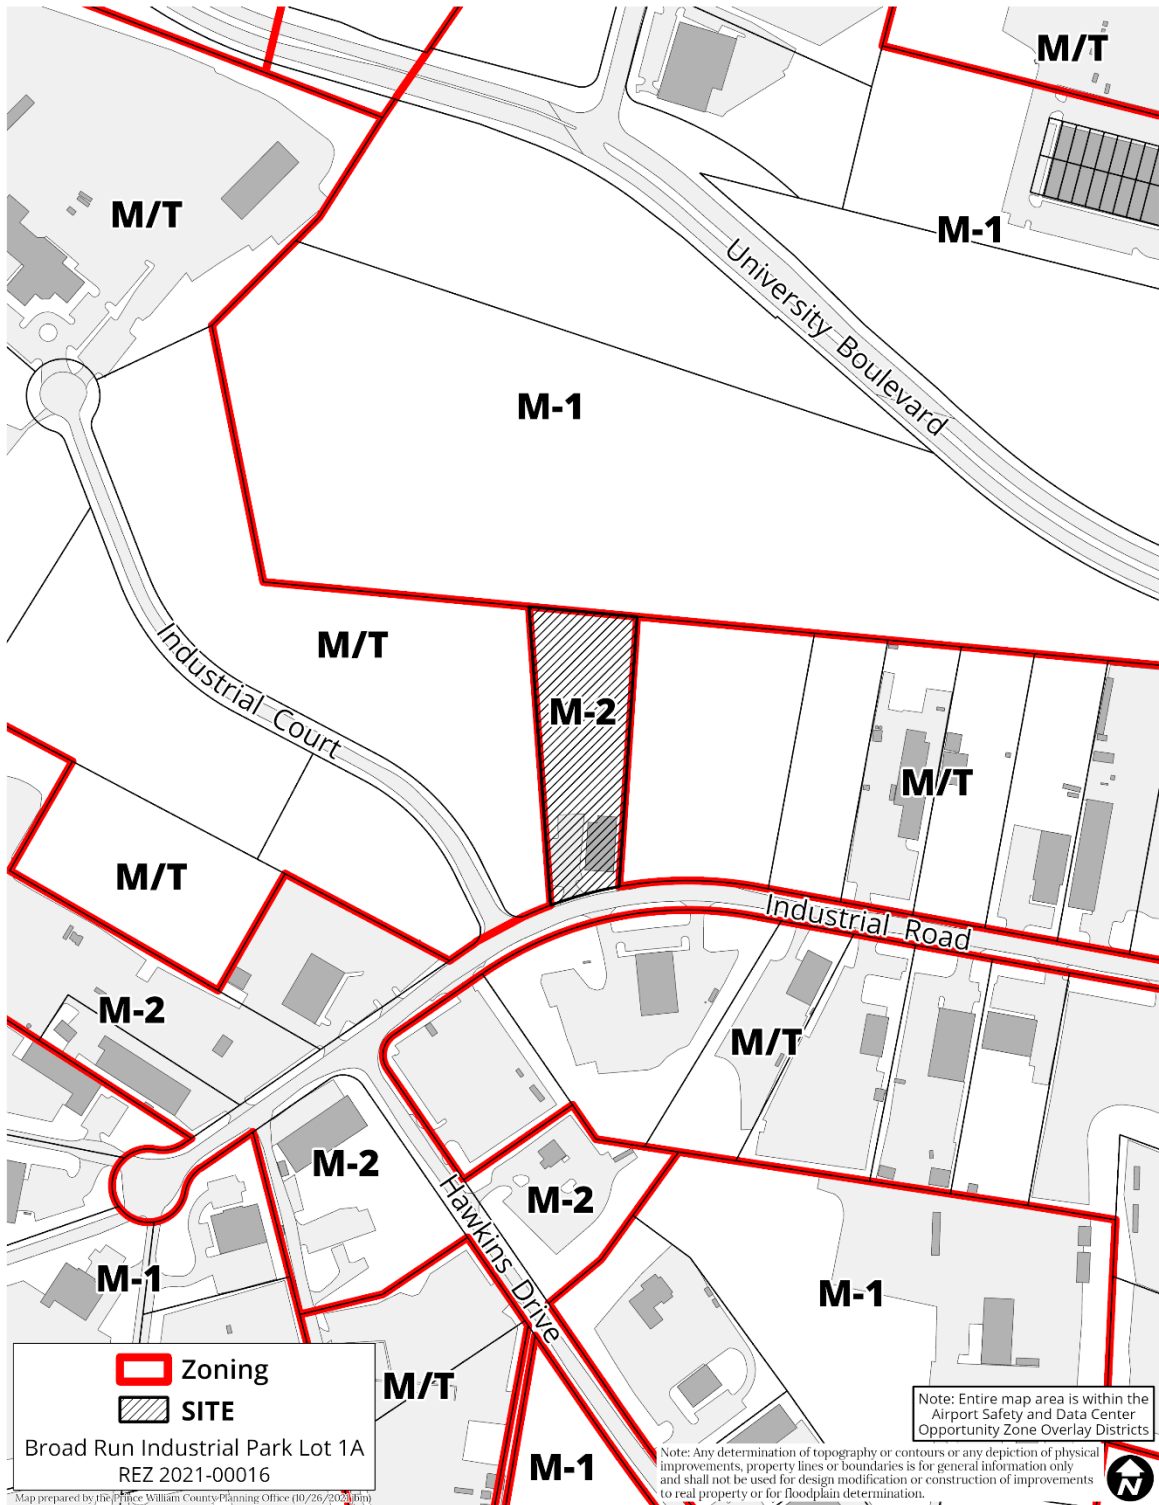 M/T
M/T
M-1
University Boulevard
M-1
M/T
Industrial Court
M-2
M/T
M/T
Industrial Road
M-2
M/T
M-2
M-2
Hawkins Drive
M-1
M-1
M/T
M-1
Zoning
SITE
Broad Run Industrial Park Lot 1A
REZ 2021-00016
Map prepared by the Prince William County Planning Office (10/26/2021 bm)
Note: Entire map area is within the
Airport Safety and Data Center
Opportunity Zone Overlay Districts
Note: Any determination of topography or contours or any depiction of physical
improvements, property lines or boundaries is for general information only
and shall not be used for design modification or construction of improvements
to real property or for floodplain determination.
N